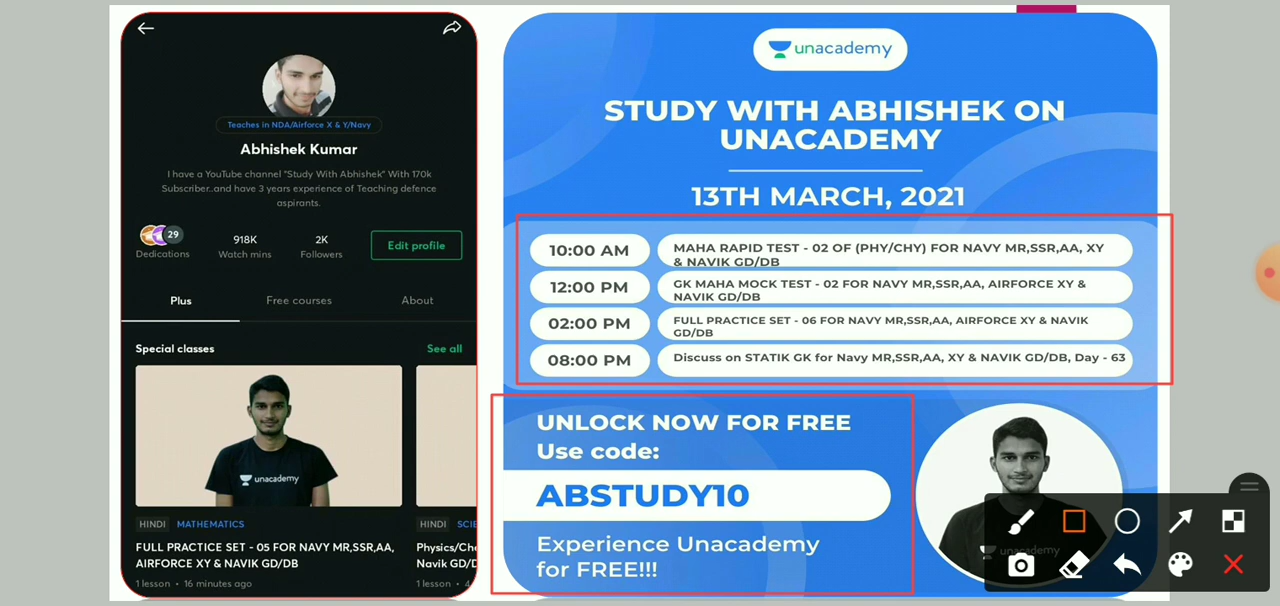 Teaches in NDA/Airforce X & Y/Navy
Abhishek Kumar
I have a YouTube channel "Study With Abhishek" With 170k
Subscriber..and have 3 years experience of Teaching defence
aspirants.
29
Dedications
918K
Watch mins
2K
Followers
Edit profile
Plus
Free courses
About
Special classes
See all
unacademy
HINDI MATHEMATICS
FULL PRACTICE SET - 05 FOR NAVY MR,SSR,AA,
AIRFORCE XY & NAVIK GD/DB
1 lesson • 16 minutes ago
HINDI SCIE
Physics/Che
Navik GD/D
1 lesson • 4
unacademy
STUDY WITH ABHISHEK ON
UNACADEMY
13TH MARCH, 2021
10:00 AM
MAHA RAPID TEST - 02 OF (PHY/CHY) FOR NAVY MR,SSR,AA, XY
& NAVIK GD/DB
12:00 PM
GK MAHA MOCK TEST - 02 FOR NAVY MR,SSR,AA, AIRFORCE XY &
NAVIK GD/DB
02:00 PM
FULL PRACTICE SET - 06 FOR NAVY MR,SSR,AA, AIRFORCE XY & NAVIK
GD/DB
08:00 PM
Discuss on STATIK GK for Navy MR,SSR,AA, XY & NAVIK GD/DB, Day - 63
UNLOCK NOW FOR FREE
Use code:
ABSTUDY10
Experience Unacademy
for FREE!!!
unacademy